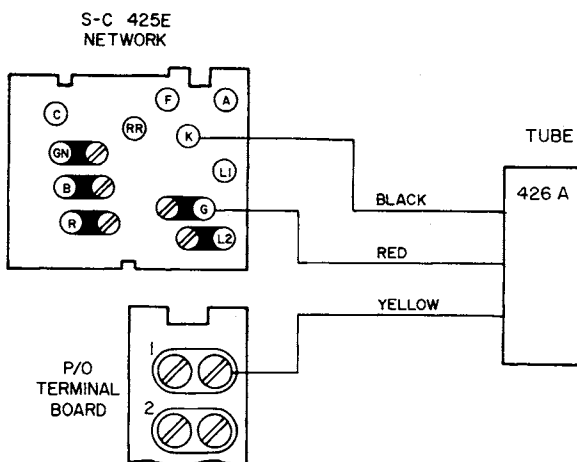 S-C 425E
NETWORK
F
A
C
RR
K
GN
L1
B
G
R
L2
TUBE
426 A
BLACK
RED
YELLOW
P/O
TERMINAL
BOARD
1
2